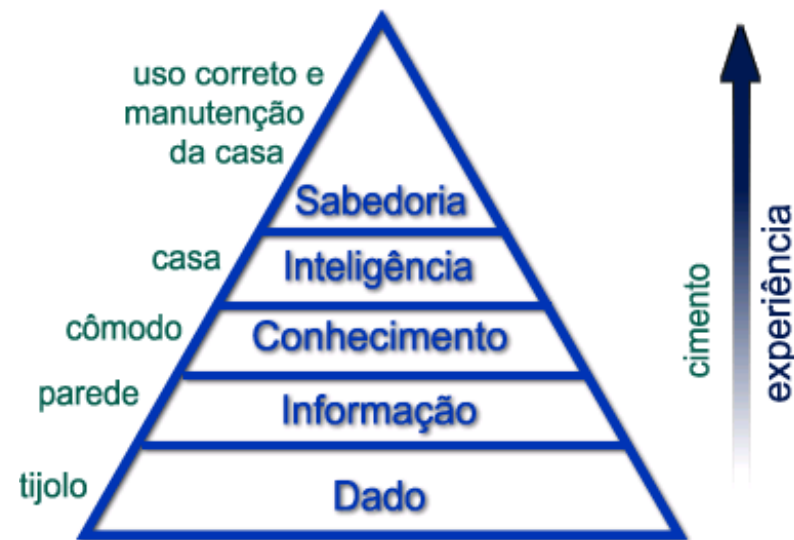 uso correto e
manutenção
da casa
Sabedoria
casa
Inteligência
cômodo
Conhecimento
parede
Informação
tijolo
Dado
cimento
experiência